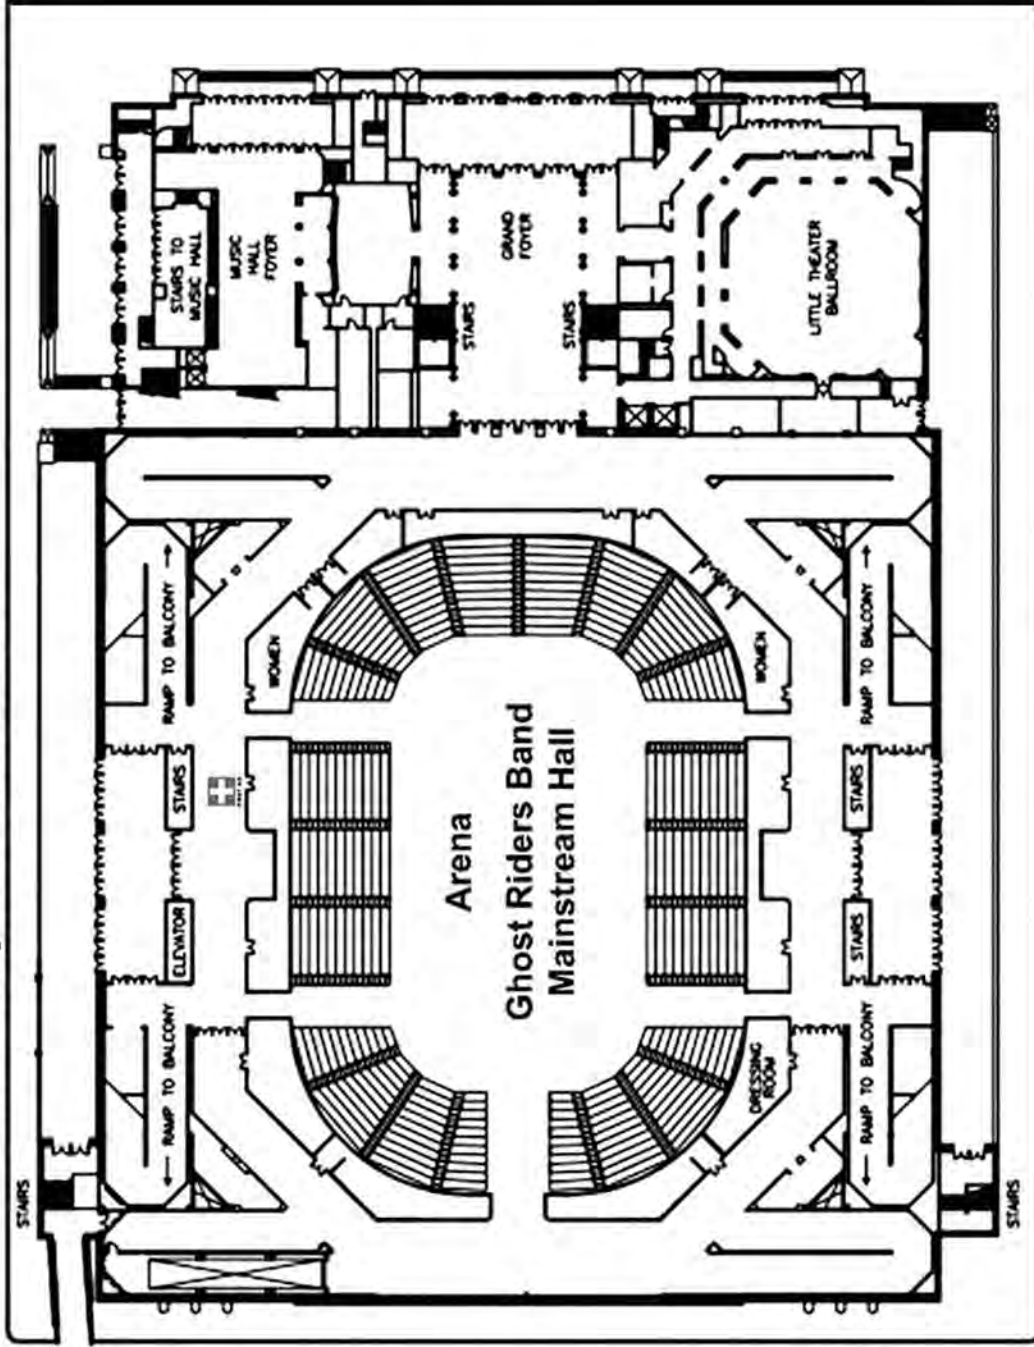 STAIRS TO
MUSIC HALL
MUSIC
HALL
FOYER
GRAND
FOYER
STAIRS
STAIRS
LITTLE THEATER
BALLROOM
RAMP TO BALCONY
WOMEN
WOMEN
RAMP TO BALCONY
STAIRS
STAIRS
Arena
Ghost Riders Band
Mainstream Hall
ELEVATOR
STAIRS
RAMP TO BALCONY
DRESSING
ROOM
RAMP TO BALCONY
STAIRS
STAIRS